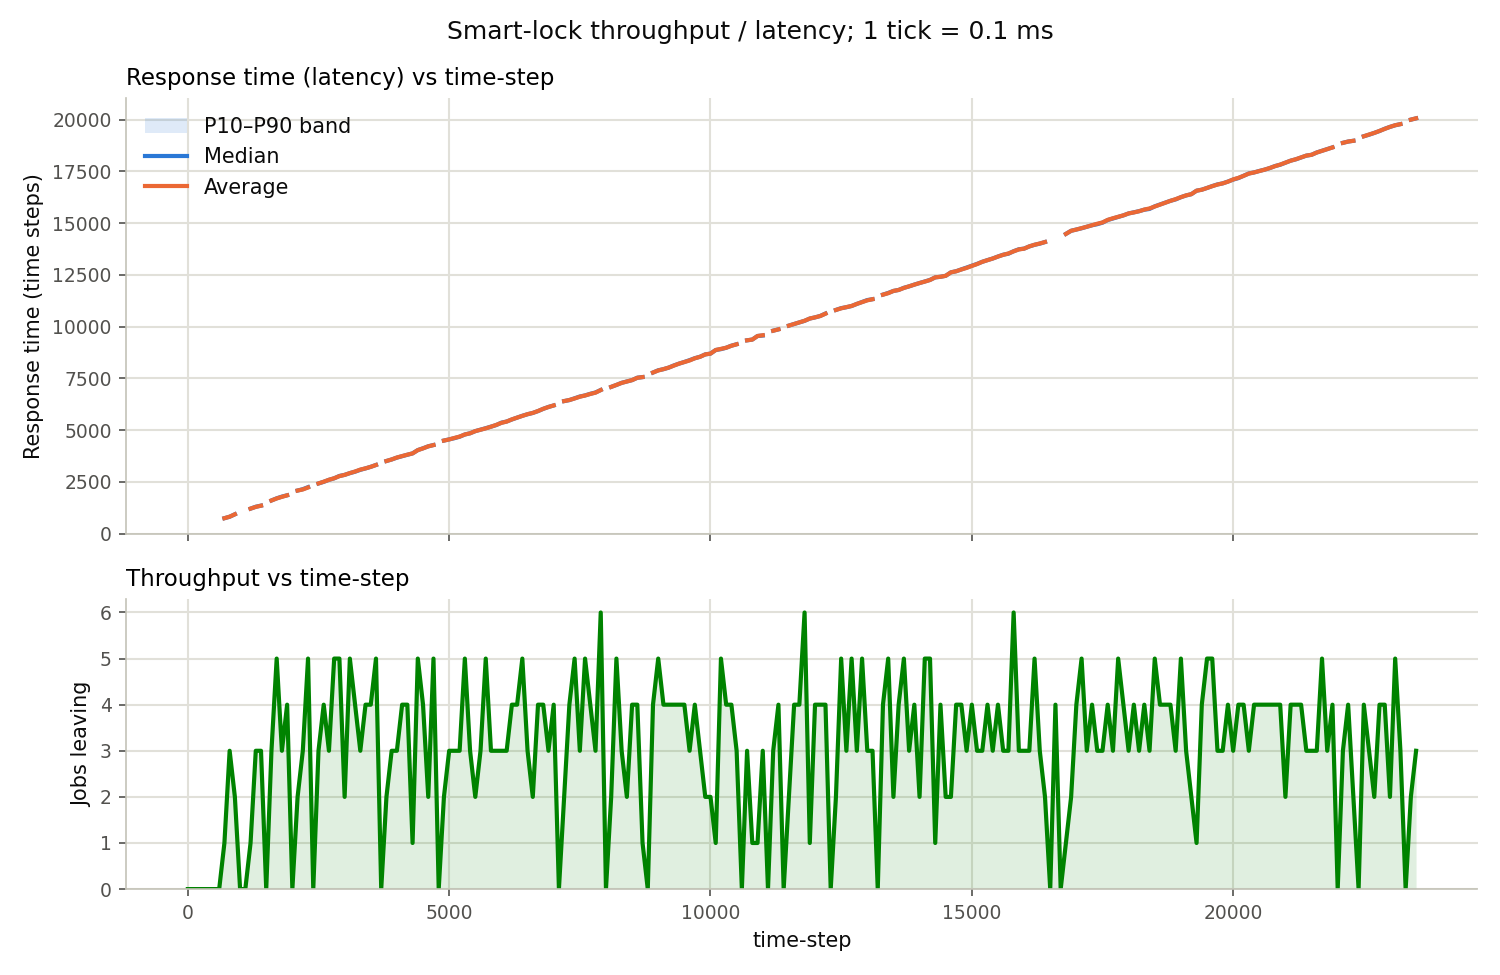 Smart-lock throughput / latency; 1 tick = 0.1 ms
Response time (latency) vs time-step
P10–P90 band
Median
Average
Response time (time steps)
20000
17500
15000
12500
10000
7500
5000
2500
0
Throughput vs time-step
Jobs leaving
6
5
4
3
2
1
0
0 5000 10000 15000 20000
time-step